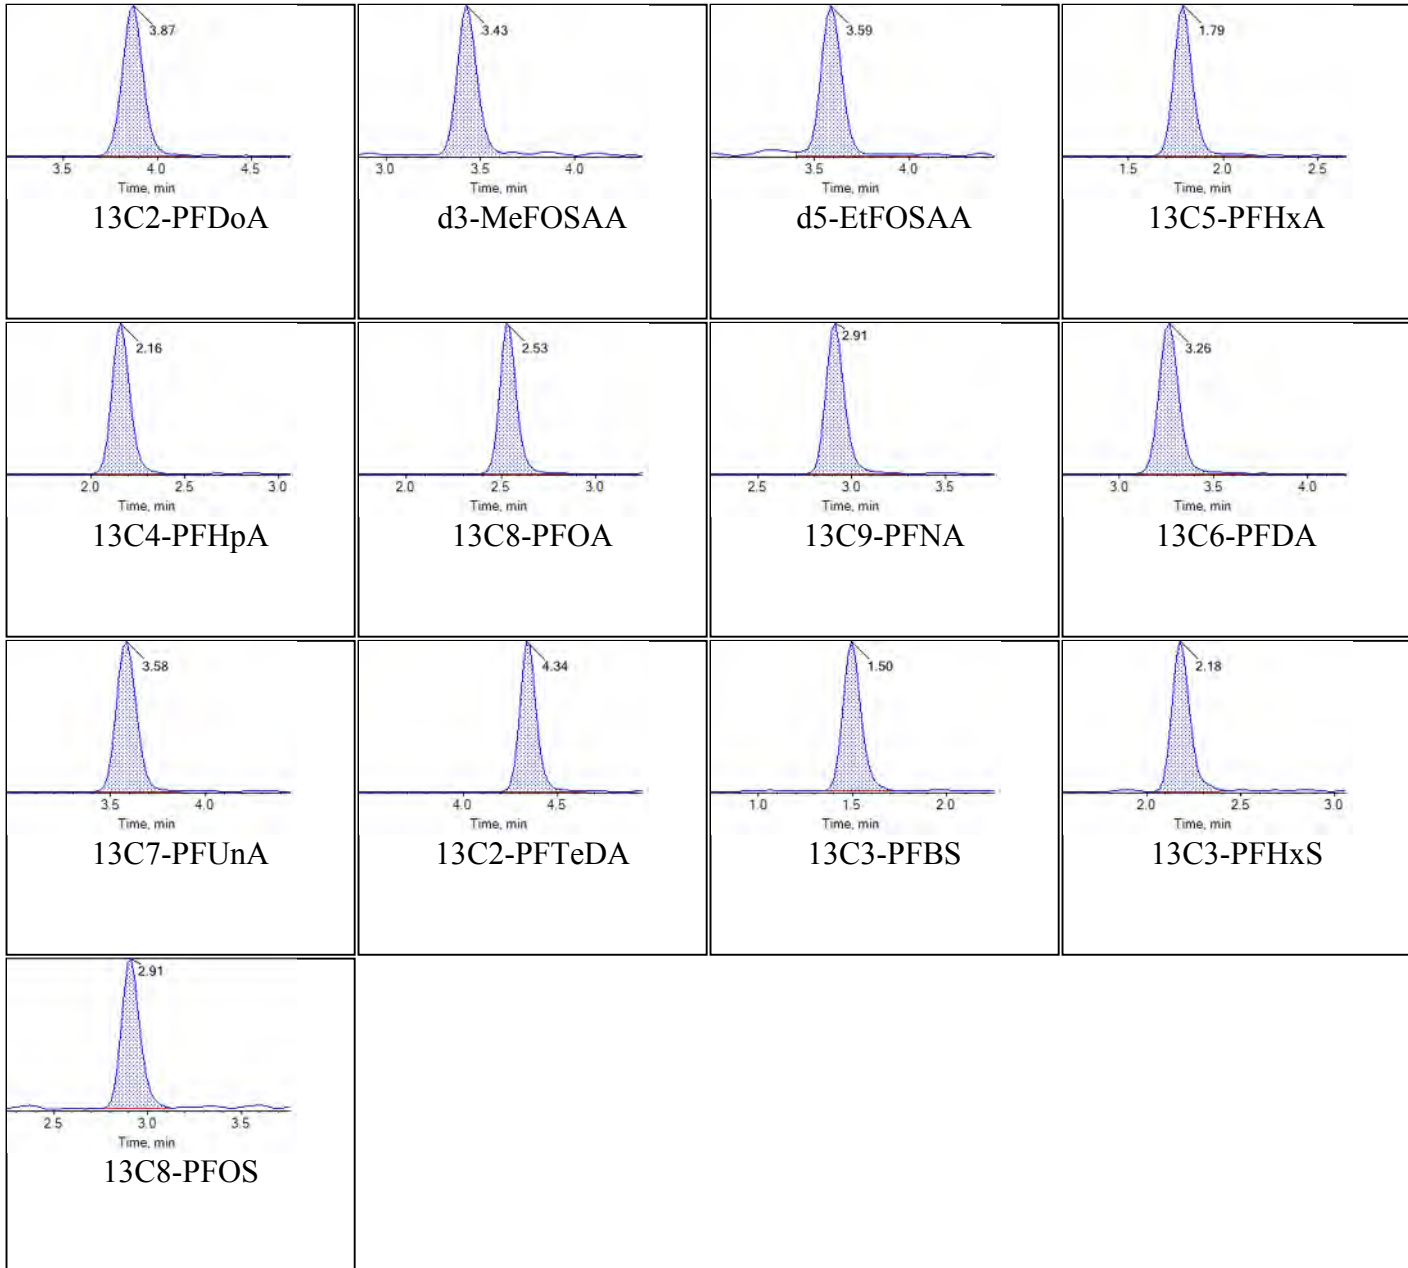 3.87
3.5 4.0 4.5
Time, min
13C2-PFDoA
3.43
3.0 3.5 4.0
Time, min
d3-MeFOSAA
3.59
3.5 4.0
Time, min
d5-EtFOSAA
1.79
1.5 2.0 2.5
Time, min
13C5-PFHxA
2.16
2.0 2.5 3.0
Time, min
13C4-PFHpA
2.53
2.0 2.5 3.0
Time, min
13C8-PFOA
2.91
2.5 3.0 3.5
Time, min
13C9-PFNA
3.26
3.0 3.5 4.0
Time, min
13C6-PFDA
3.58
3.5 4.0
Time, min
13C7-PFUnA
4.34
4.0 4.5
Time, min
13C2-PFTeDA
1.50
1.0 1.5 2.0
Time, min
13C3-PFBS
2.18
2.0 2.5 3.0
Time, min
13C3-PFHxS
2.91
2.5 3.0 3.5
Time, min
13C8-PFOS